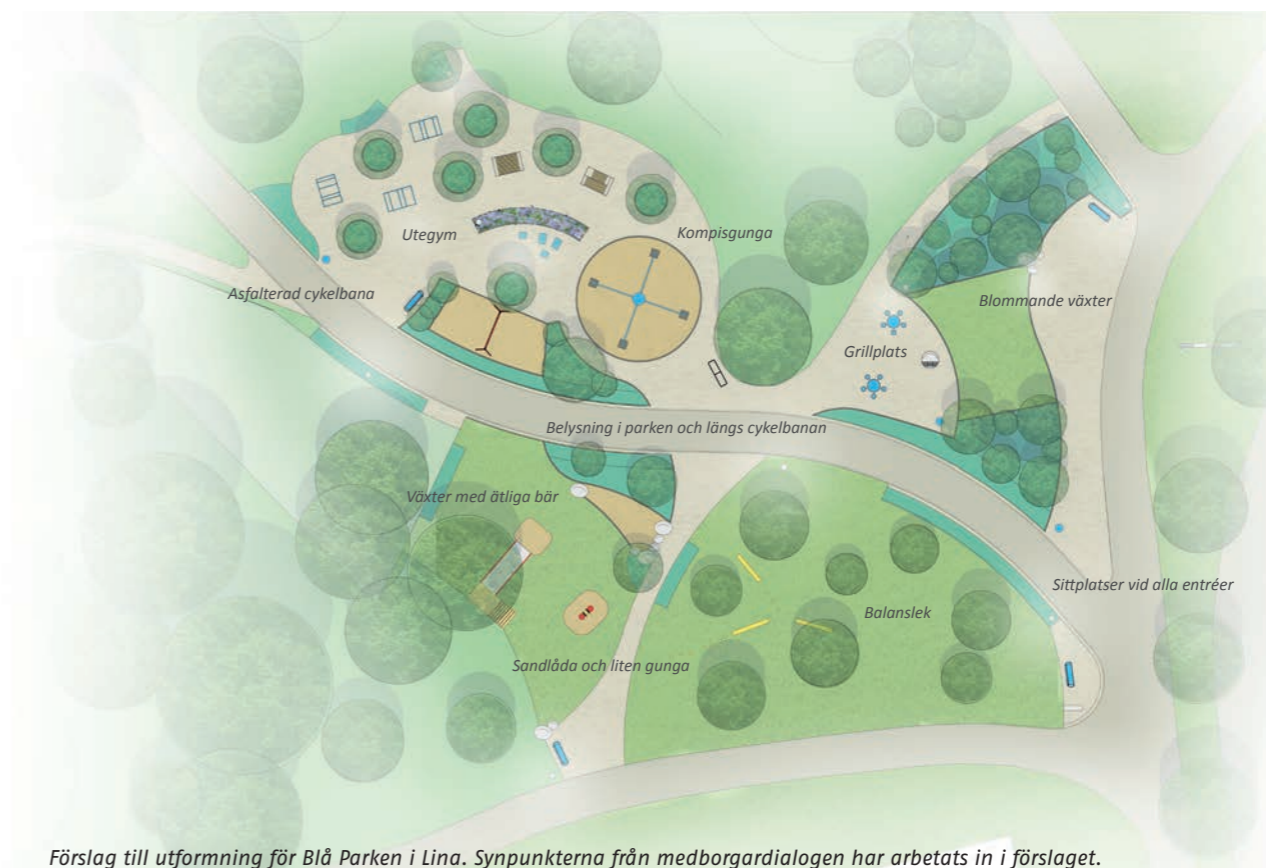 Utegym
Kompisgunga
Asfalterad cykelbana
Blommande växter
Grillplats
Belysning i parken och längs cykelbanan
Växter med ätliga bär
Sittplatser vid alla entréer
Balanslek
Sandlåda och liten gunga
Förslag till utformning för Blå Parken i Lina. Synpunkterna från medborgardialogen har arbetats in i förslaget.